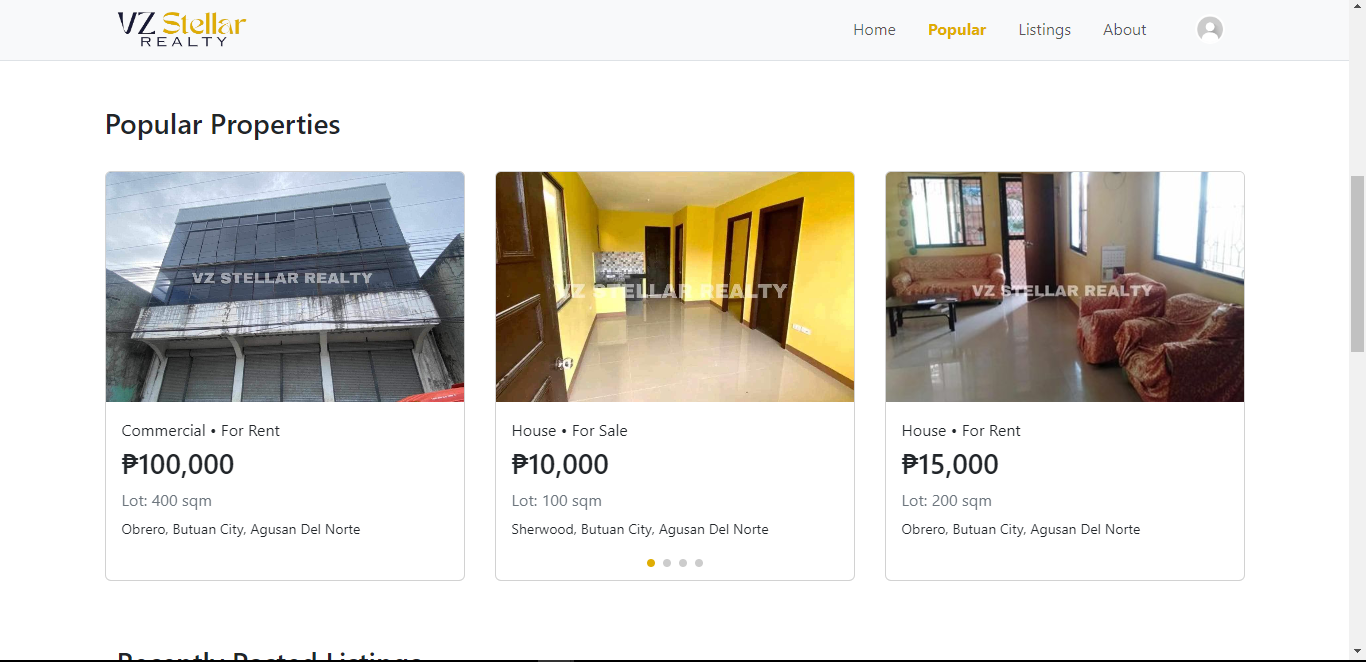 VZ Stellar
REALTY
Home
Popular
Listings
About
Popular Properties
VZ STELLAR REALTY
VZ STELLAR REALTY
VZ STELLAR REALTY
Commercial • For Rent
₱100,000
Lot: 400 sqm
Obrero, Butuan City, Agusan Del Norte
House • For Sale
₱10,000
Lot: 100 sqm
Sherwood, Butuan City, Agusan Del Norte
House • For Rent
₱15,000
Lot: 200 sqm
Obrero, Butuan City, Agusan Del Norte
Recently Posted Listings